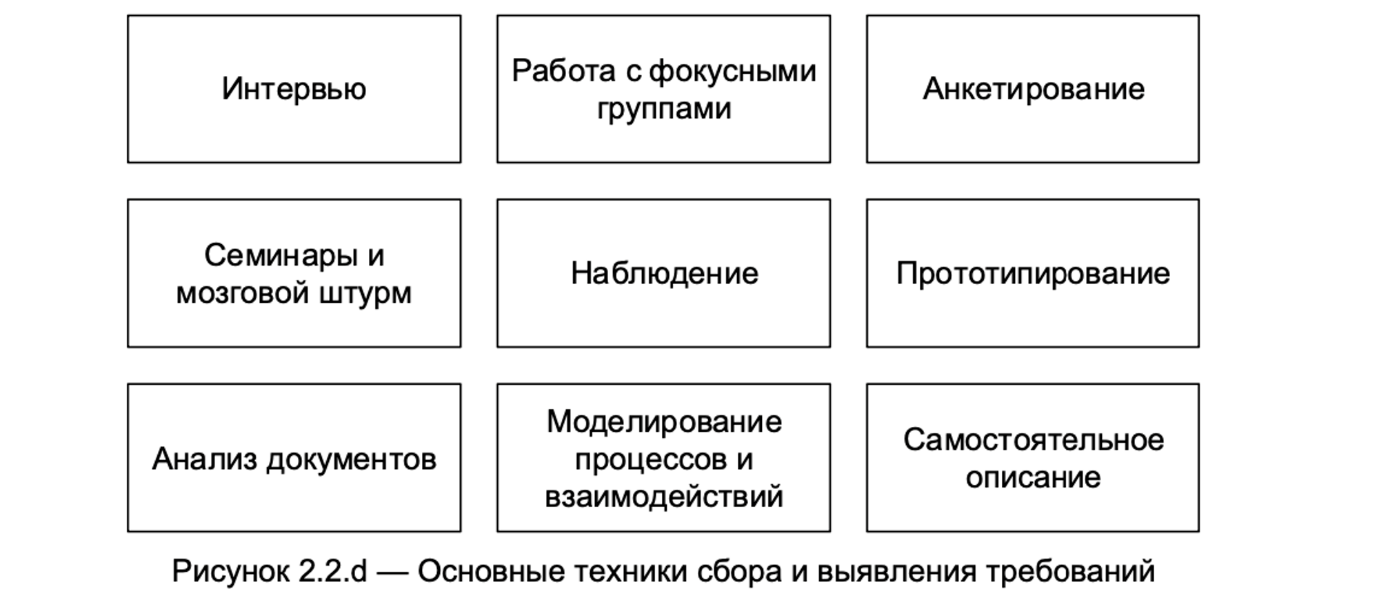 Интервью
Работа с фокусными
группами
Анкетирование
Семинары и
мозговой штурм
Наблюдение
Прототипирование
Анализ документов
Моделирование
процессов и
взаимодействий
Самостоятельное
описание
Рисунок 2.2.d — Основные техники сбора и выявления требований